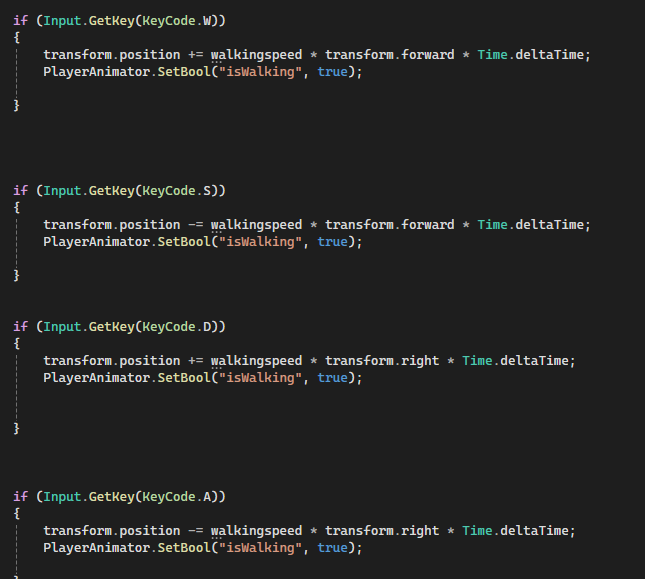 if (Input.GetKey(KeyCode.W))
{
transform.position += walkingspeed * transform.forward * Time.deltaTime;
PlayerAnimator.SetBool("isWalking", true);
}
if (Input.GetKey(KeyCode.S))
{
transform.position -= walkingspeed * transform.forward * Time.deltaTime;
PlayerAnimator.SetBool("isWalking", true);
}
if (Input.GetKey(KeyCode.D))
{
transform.position += walkingspeed * transform.right * Time.deltaTime;
PlayerAnimator.SetBool("isWalking", true);
}
if (Input.GetKey(KeyCode.A))
{
transform.position -= walkingspeed * transform.right * Time.deltaTime;
PlayerAnimator.SetBool("isWalking", true);
}